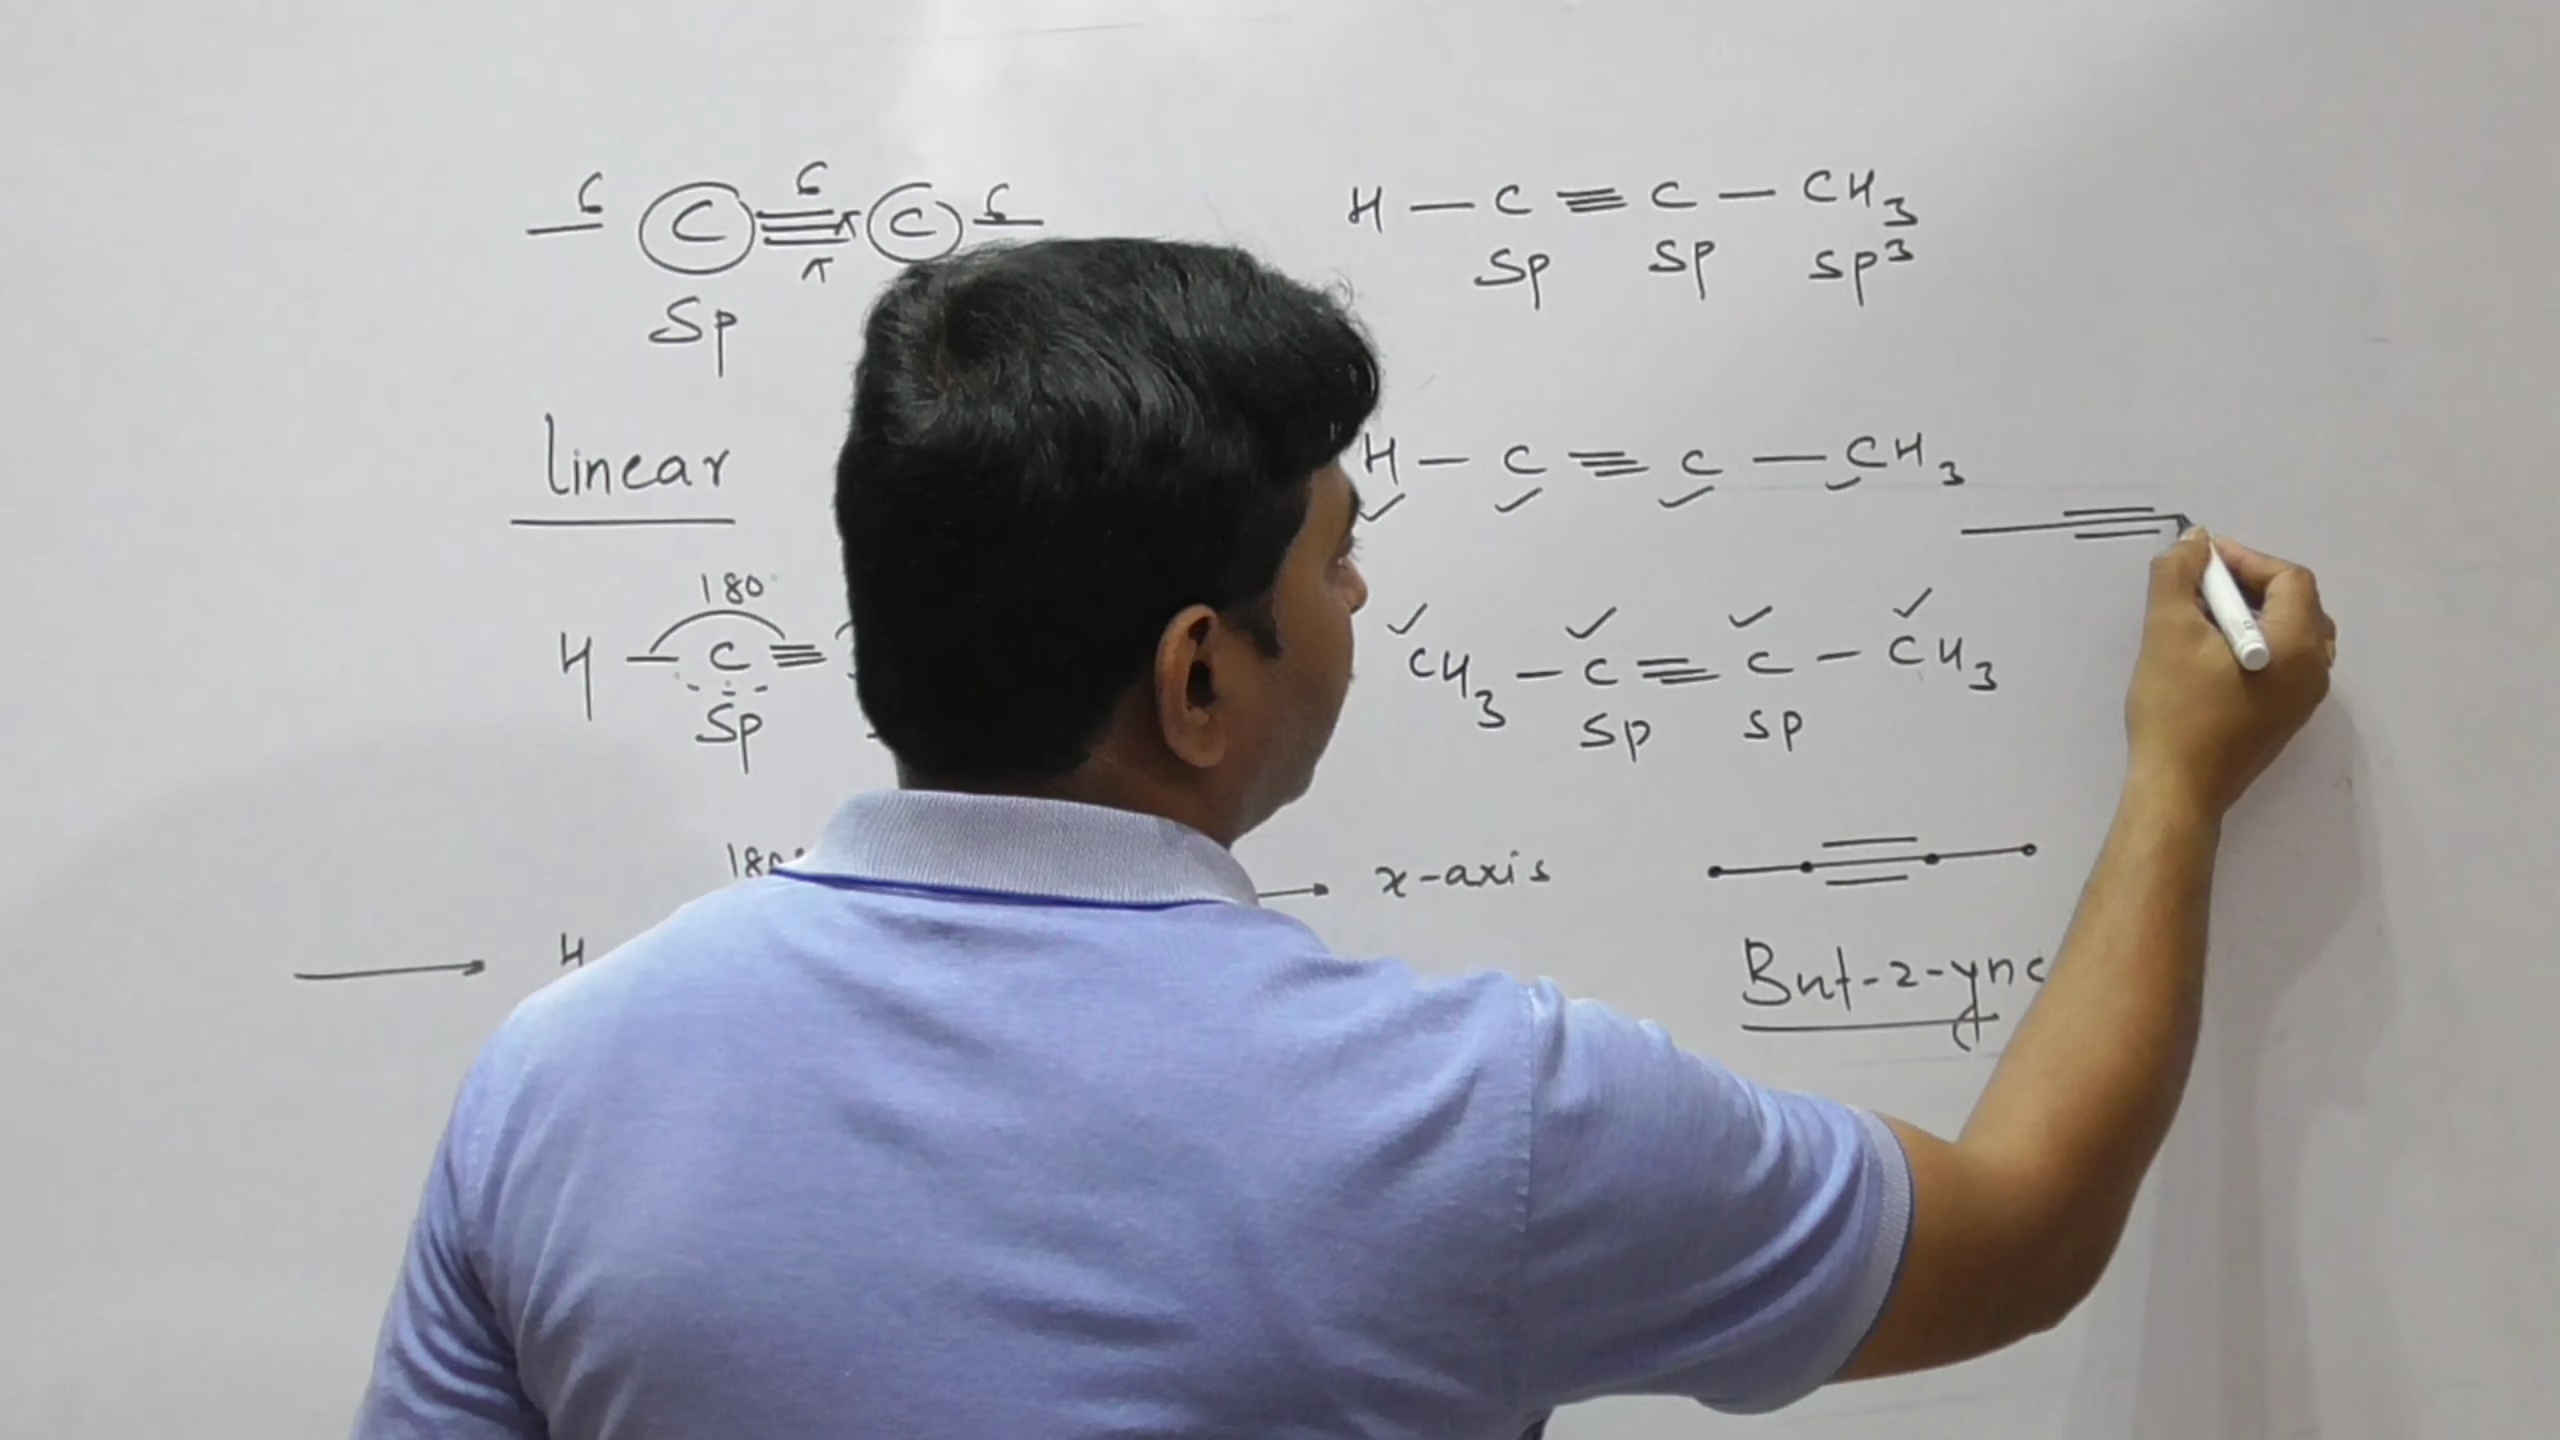 — C ≡ C —
σ σ σ
π π
Sp
linear
180
H — C ≡
Sp
180
→ H
H — C ≡ C — CH3
Sp Sp Sp3
H — C ≡ C — CH3
CH3 — C ≡ C — CH3
Sp Sp
→ x-axis
But-2-yne